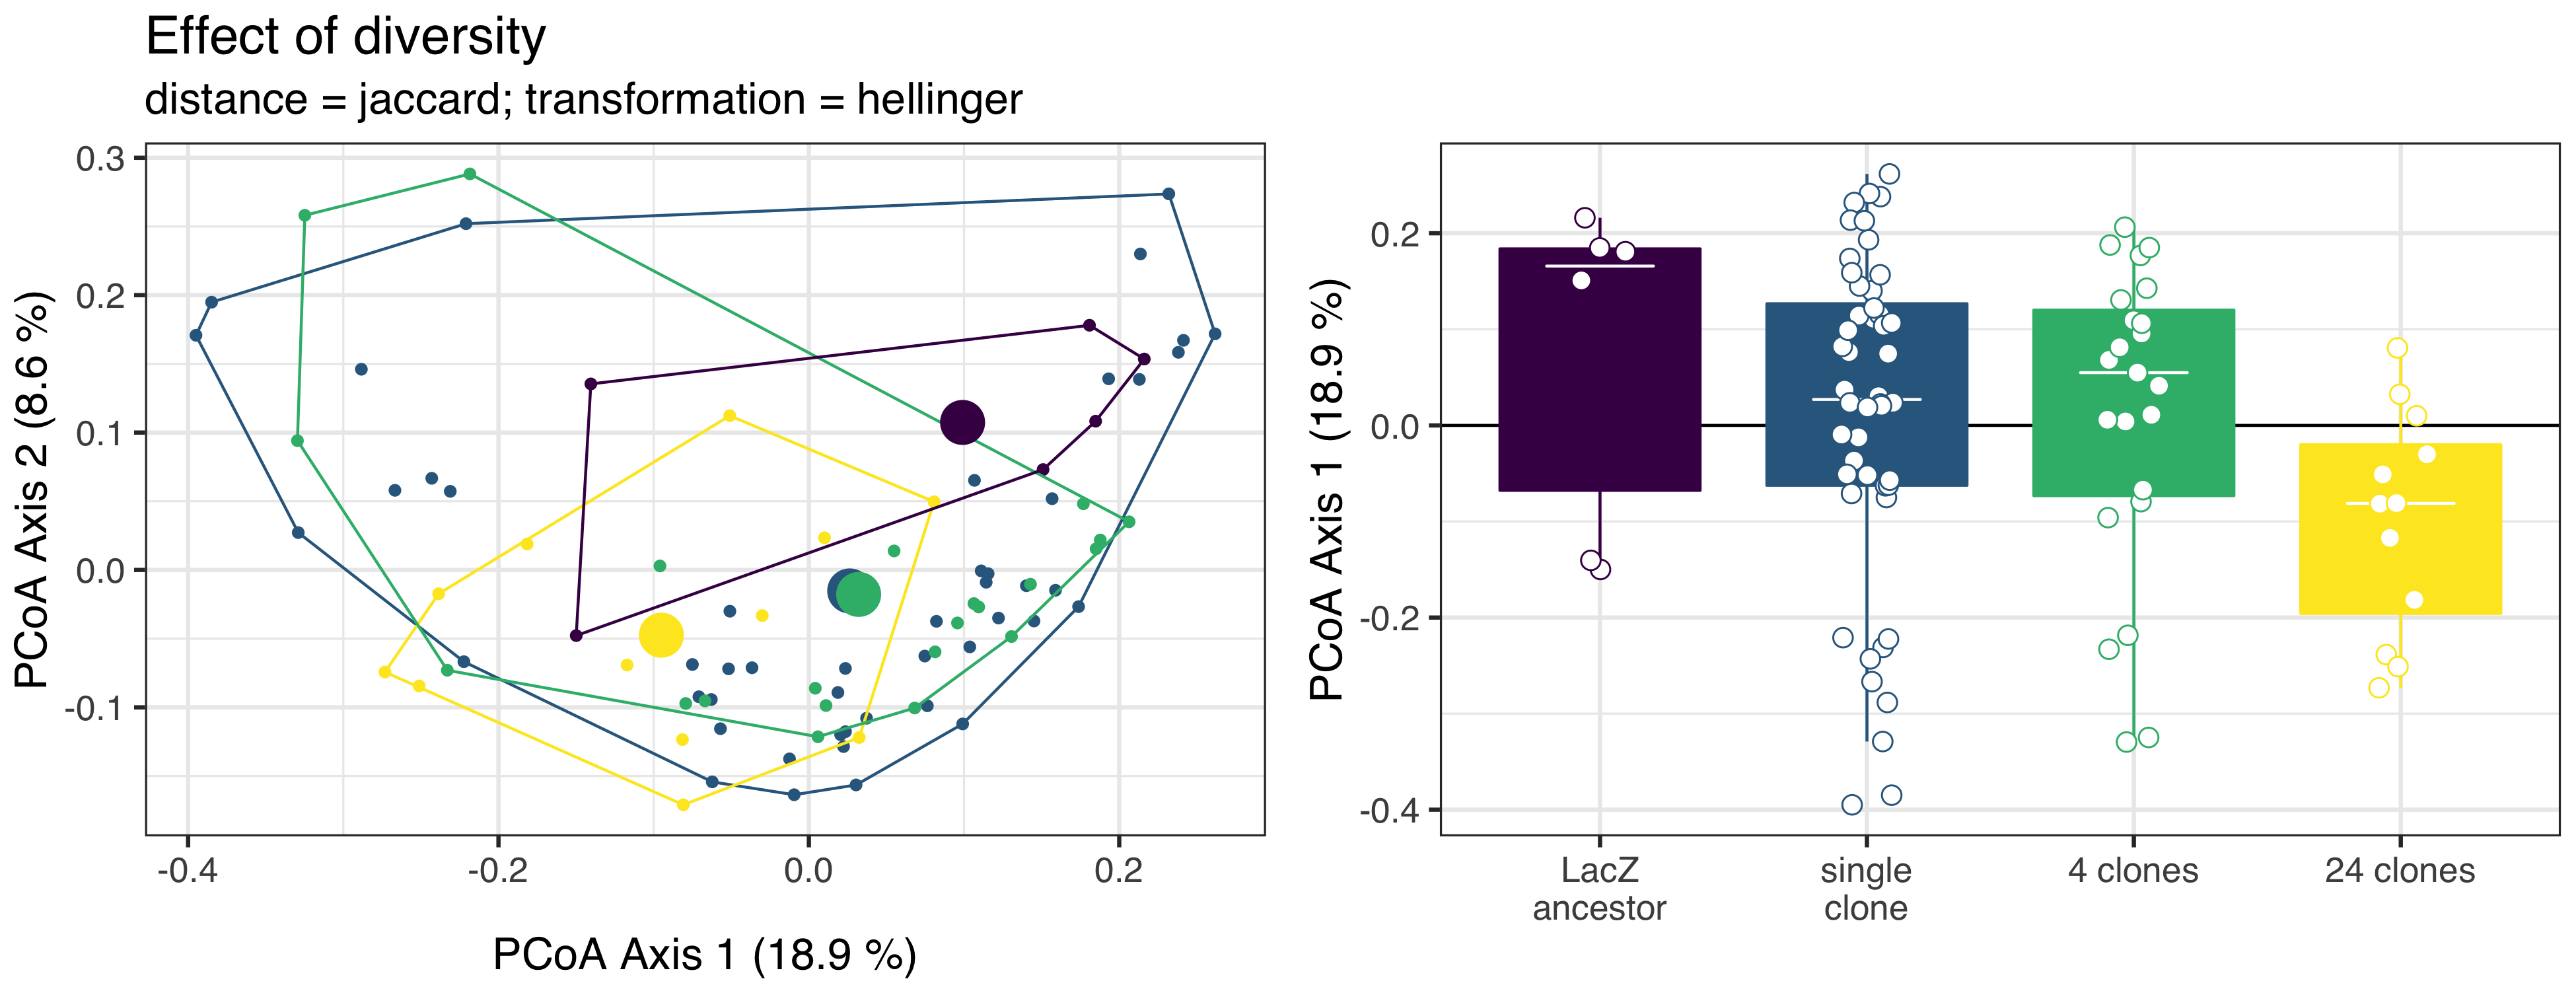 Effect of diversity
distance = jaccard; transformation = hellinger
PCoA Axis 2 (8.6 %)
0.3
0.2
0.1
0.0
-0.1
-0.4
-0.2
0.0
0.2
PCoA Axis 1 (18.9 %)
PCoA Axis 1 (18.9 %)
0.2
0.0
-0.2
-0.4
LacZ
ancestor
single
clone
4 clones
24 clones